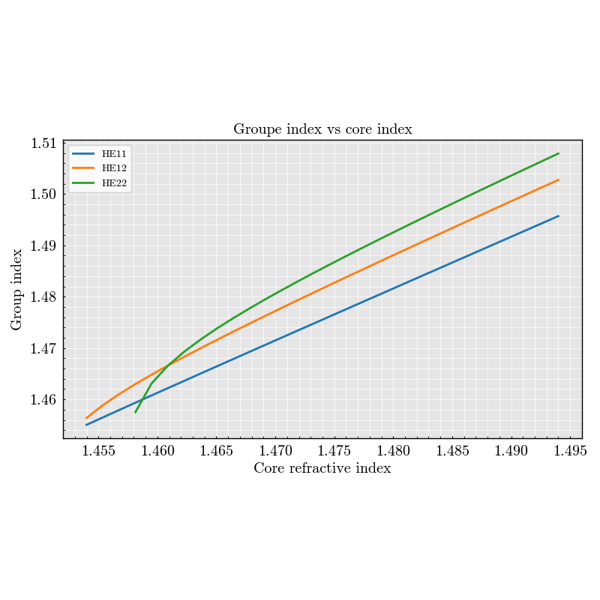 Groupe index vs core index
HE11
HE12
HE22
Group index
1.51
1.50
1.49
1.48
1.47
1.46
1.455 1.460 1.465 1.470 1.475 1.480 1.485 1.490 1.495
Core refractive index